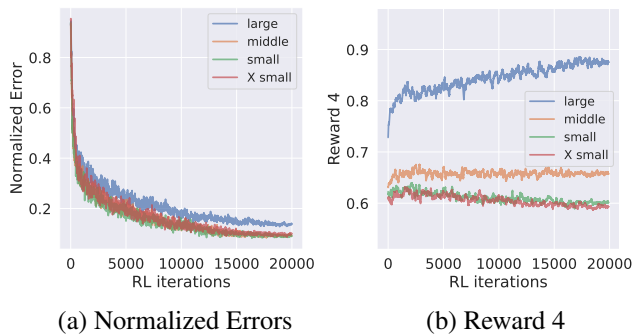 large
middle
small
X small
0.8
0.6
0.4
0.2
Normalized Error
0 5000 10000 15000 20000
RL iterations
(a) Normalized Errors
0.9
0.8
0.7
0.6
Reward 4
large
middle
small
X small
0 5000 10000 15000 20000
RL iterations
(b) Reward 4